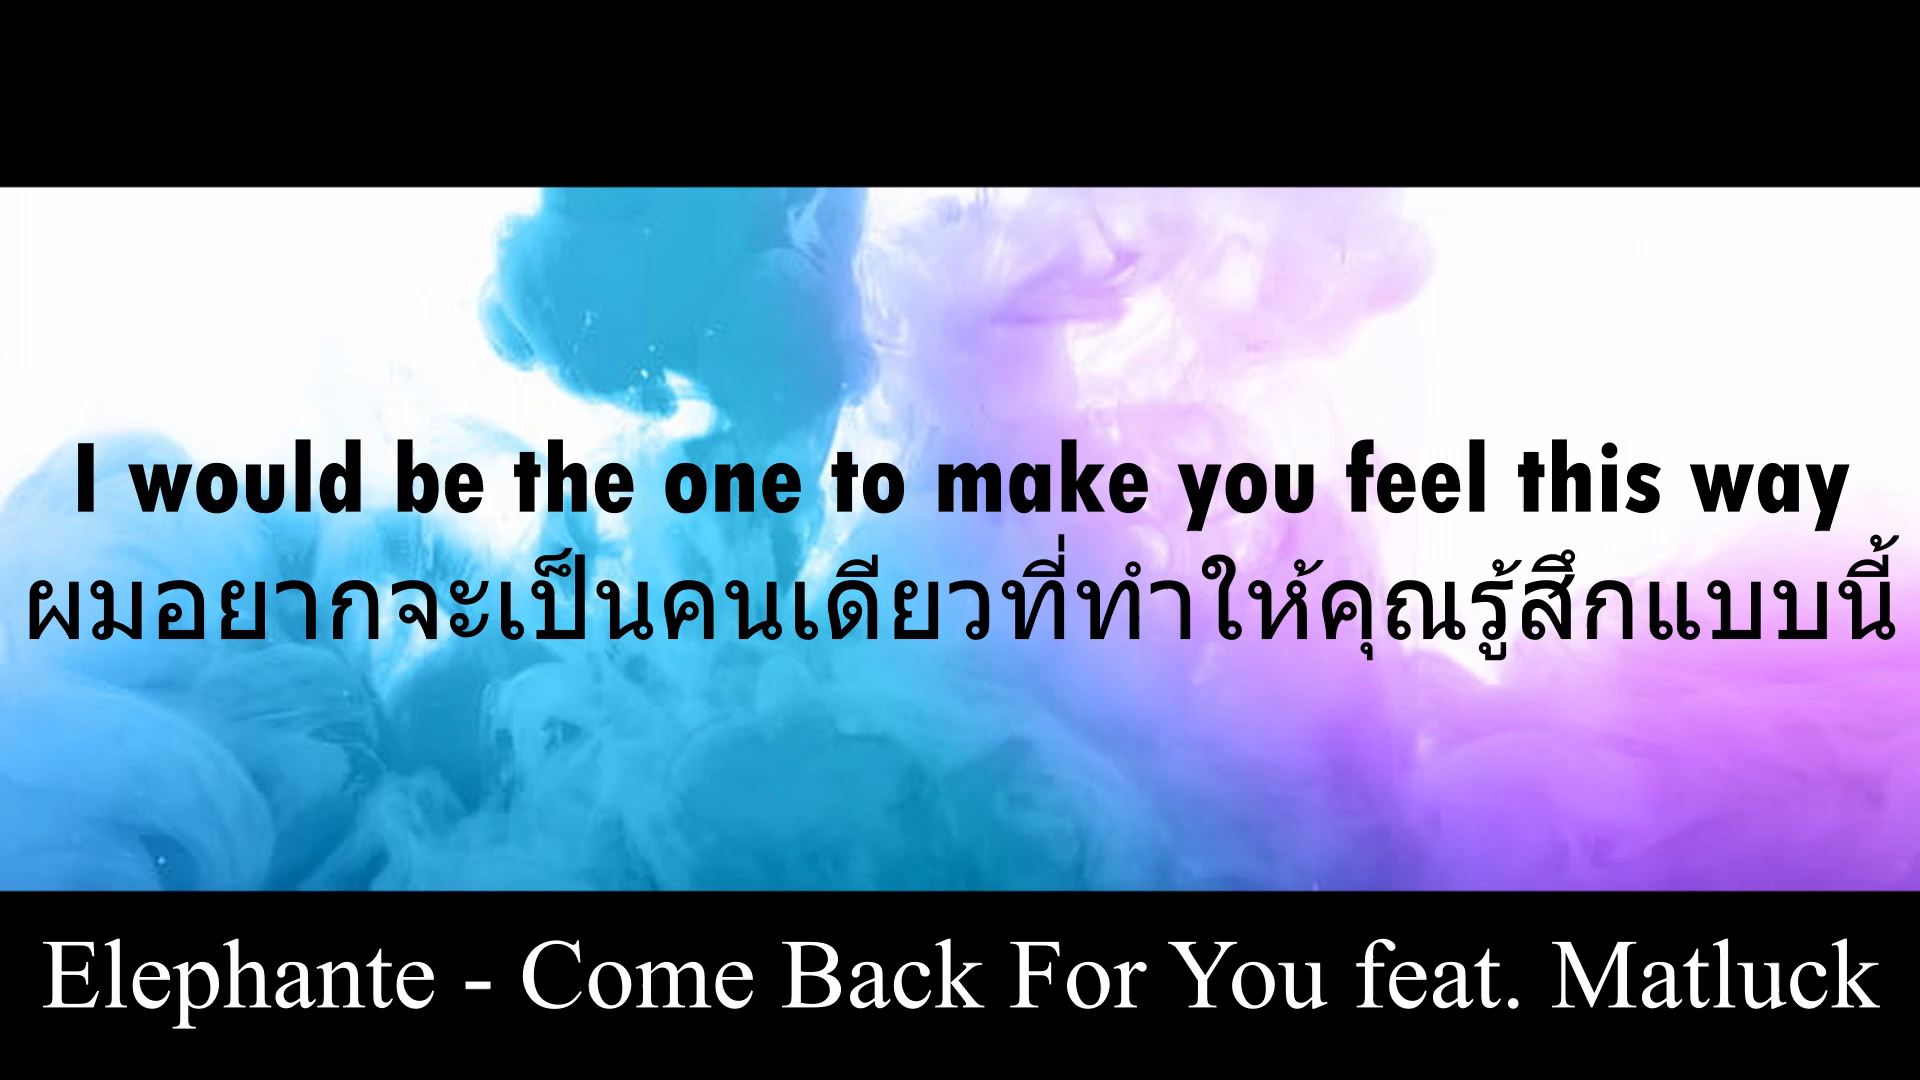 I would be the one to make you feel this way
ผมอยากจะเป็นคนเดียวที่ทำให้คุณรู้สึกแบบนี้
Elephante - Come Back For You feat. Matluck